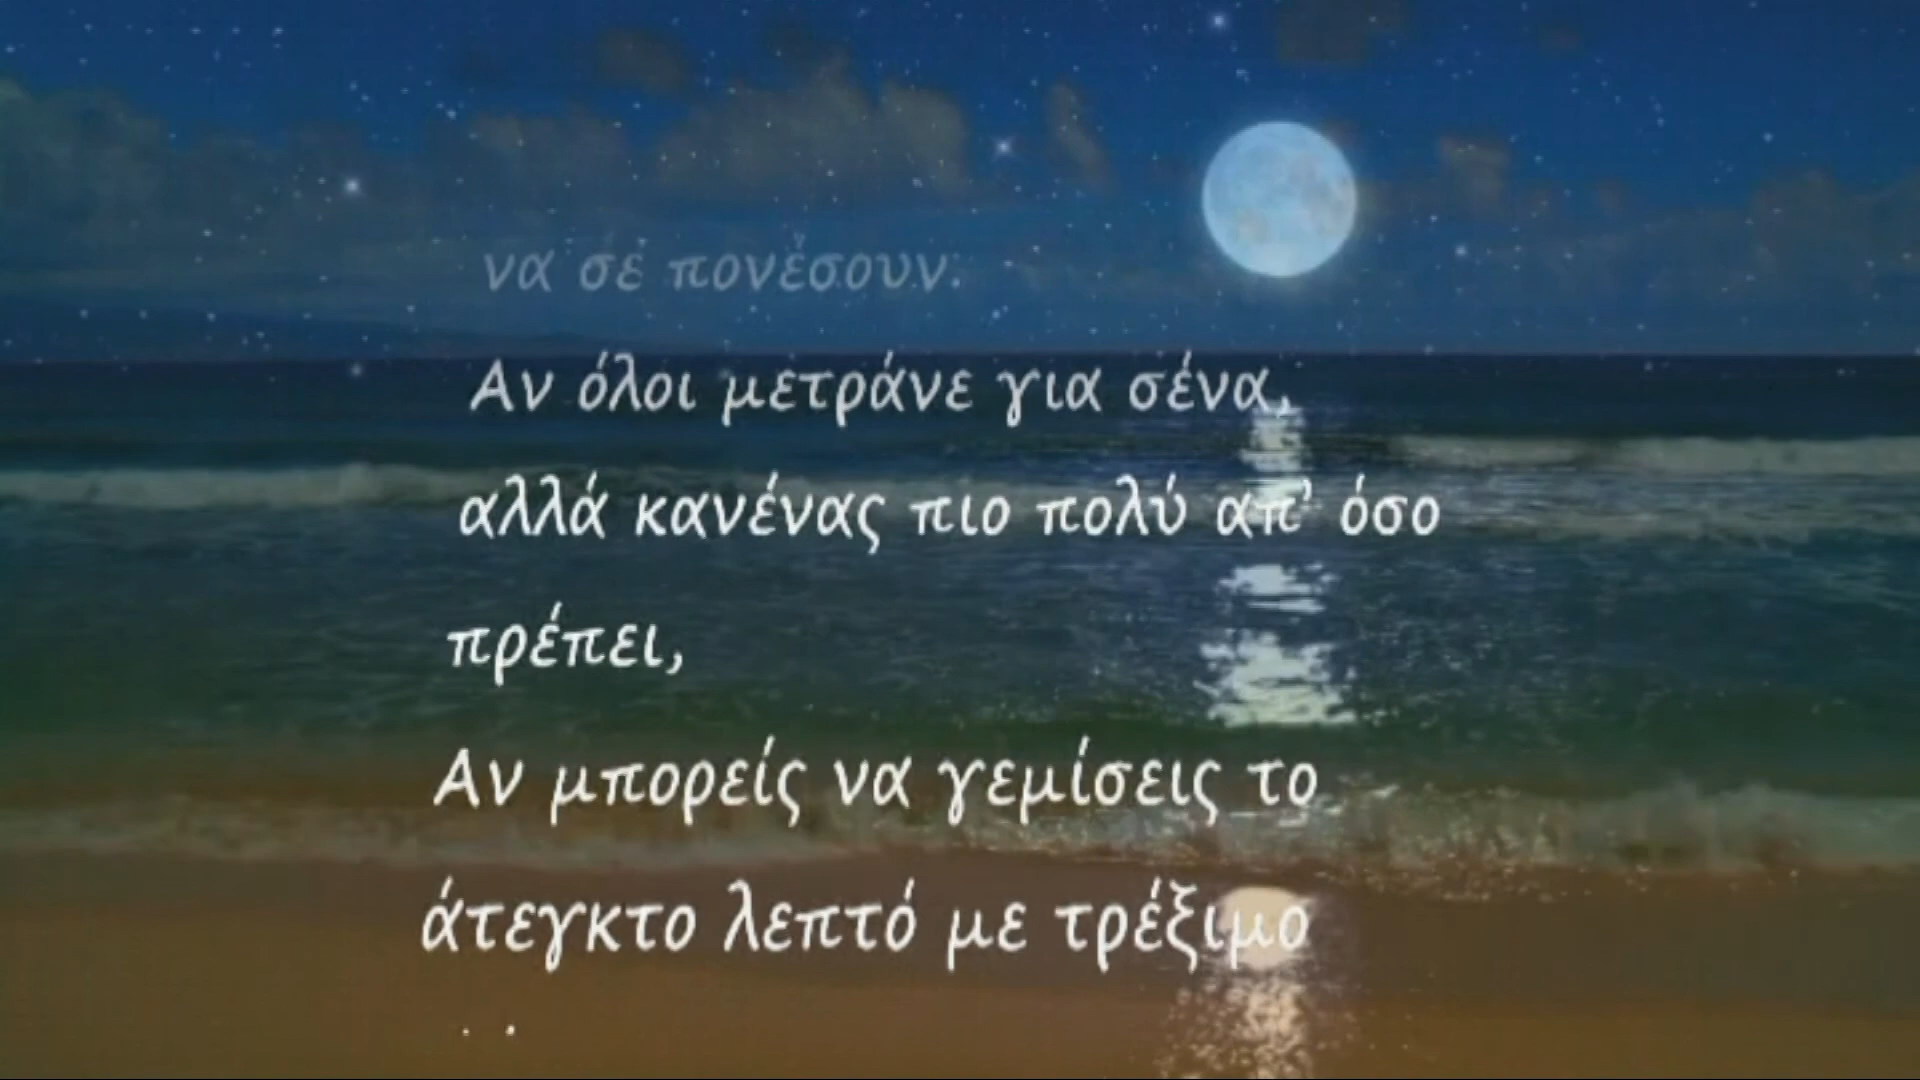 να σε πονέσουν.
Αν όλοι μετράνε για σένα,
αλλά κανένας πιο πολύ απ’ όσο
πρέπει,
Αν μπορείς να γεμίσεις το
άτεγκτο λεπτό με τρέξιμο